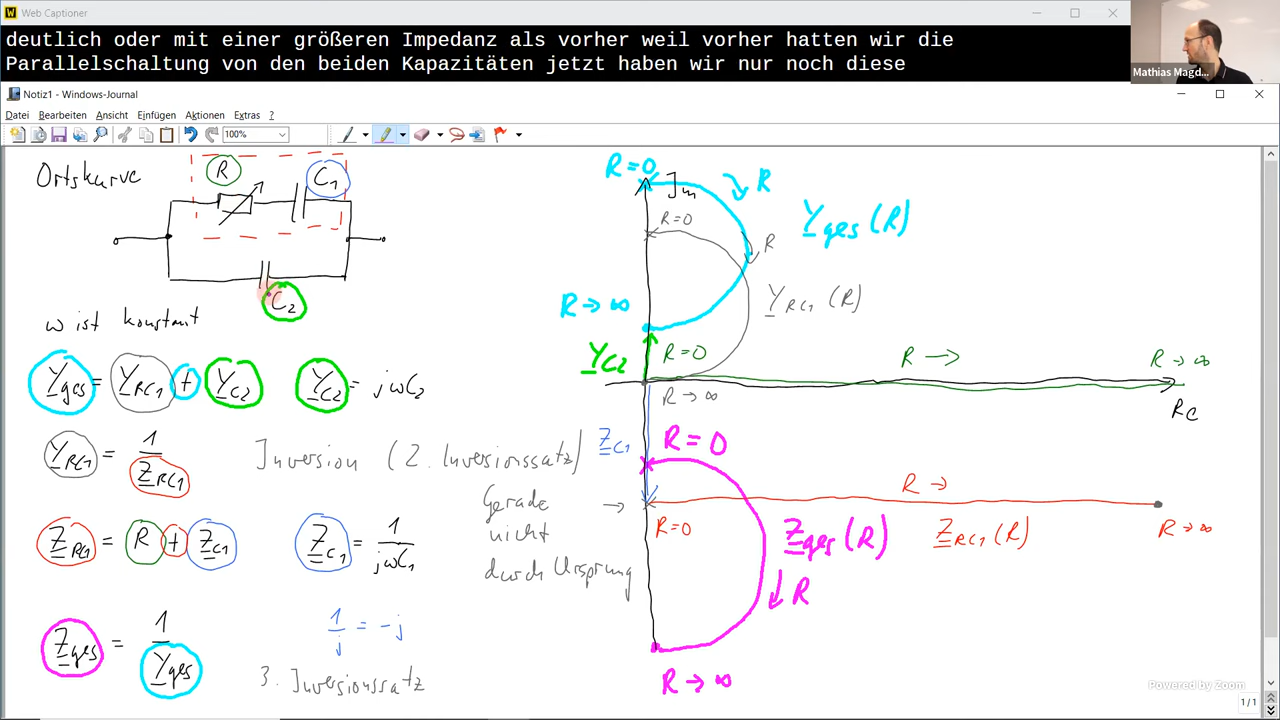 Web Captioner
deutlich oder mit einer größeren Impedanz als vorher weil vorher hatten wir die
Parallelschaltung von den beiden Kapazitäten jetzt haben wir nur noch diese
Mathias Magd...
Notiz1 - Windows-Journal
Datei Bearbeiten Ansicht Einfügen Aktionen Extras ?
100%
Ortskurve
R
C1
C2
ω ist konstant
Yges = YRC1 + YC2
YC2 = jωC2
YRC1 = 1/ZRC1
Inversion (2. Inversionssatz)
Gerade →
nicht
durch Ursprung
ZRC1 = R + ZC1
ZC1 = 1/jωC1
Zges = 1/Yges
1/j = -j
3. Inversionssatz
R=0
Jm
R
Yges (R)
R=0
R
YRC1 (R)
R → ∞
YC2
R=0
R →
R → ∞
R → ∞
Re
ZC1
R = 0
R →
R=0
Zges (R)
ZRC1 (R)
R → ∞
R
R → ∞
Powered by Zoom
1 / 1